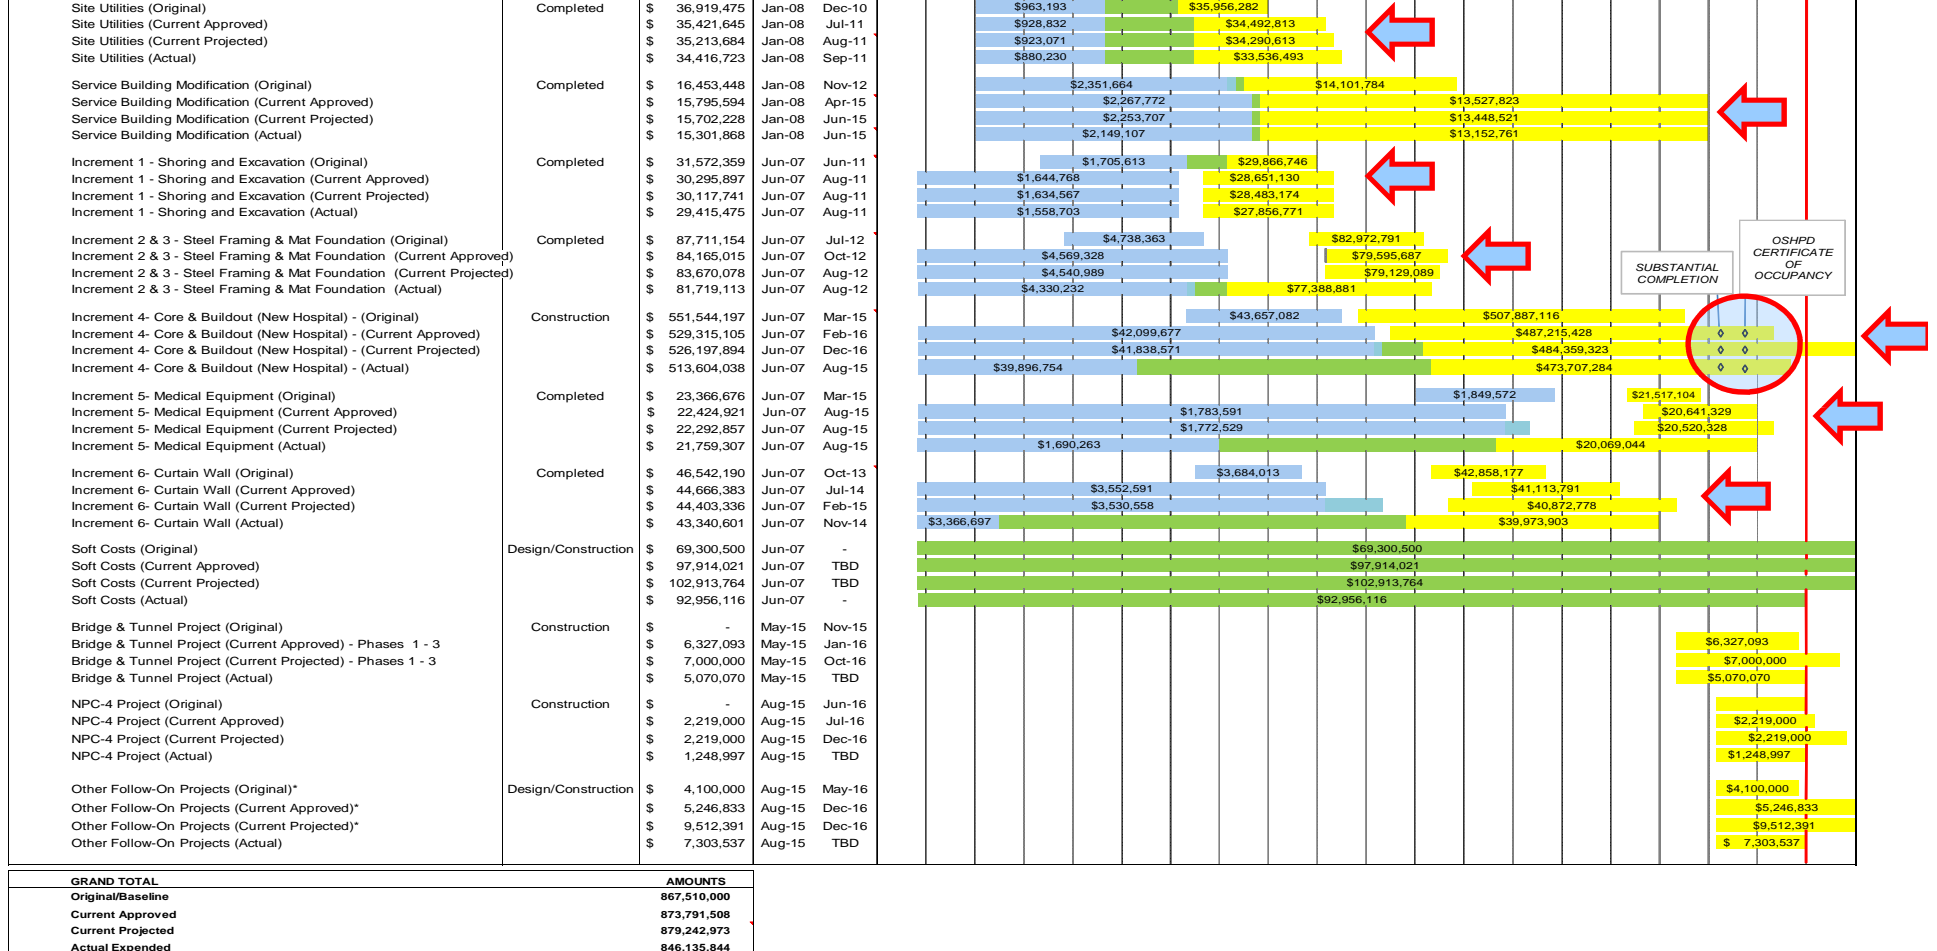 Site Utilities (Original) Completed $ 36,919,475 Jan-08 Dec-10 $963,193 $35,956,282
Site Utilities (Current Approved) $ 35,421,645 Jan-08 Jul-11 $928,832 $34,492,813
Site Utilities (Current Projected) $ 35,213,684 Jan-08 Aug-11 $923,071 $34,290,613
Site Utilities (Actual) $ 34,416,723 Jan-08 Sep-11 $880,230 $33,536,493
Service Building Modification (Original) Completed $ 16,453,448 Jan-08 Nov-12 $2,351,664 $14,101,784
Service Building Modification (Current Approved) $ 15,795,594 Jan-08 Apr-15 $2,267,772 $13,527,823
Service Building Modification (Current Projected) $ 15,702,228 Jan-08 Jun-15 $2,253,707 $13,448,521
Service Building Modification (Actual) $ 15,301,868 Jan-08 Jun-15 $2,149,107 $13,152,761
Increment 1 - Shoring and Excavation (Original) Completed $ 31,572,359 Jun-07 Jun-11 $1,705,613 $29,866,746
Increment 1 - Shoring and Excavation (Current Approved) $ 30,295,897 Jun-07 Aug-11 $1,644,768 $28,651,130
Increment 1 - Shoring and Excavation (Current Projected) $ 30,117,741 Jun-07 Aug-11 $1,634,567 $28,483,174
Increment 1 - Shoring and Excavation (Actual) $ 29,415,475 Jun-07 Aug-11 $1,558,703 $27,856,771
Increment 2 & 3 - Steel Framing & Mat Foundation (Original) Completed $ 87,711,154 Jun-07 Jul-12 $4,738,363 $82,972,791
Increment 2 & 3 - Steel Framing & Mat Foundation (Current Approved) $ 84,165,015 Jun-07 Oct-12 $4,569,328 $79,595,687
Increment 2 & 3 - Steel Framing & Mat Foundation (Current Projected) $ 83,670,078 Jun-07 Aug-12 $4,540,989 $79,129,089
Increment 2 & 3 - Steel Framing & Mat Foundation (Actual) $ 81,719,113 Jun-07 Aug-12 $4,330,232 $77,388,881
SUBSTANTIAL
COMPLETION
OSHPD
CERTIFICATE
OF
OCCUPANCY
Increment 4- Core & Buildout (New Hospital) - (Original) Construction $ 551,544,197 Jun-07 Mar-15 $43,657,082 $507,887,116
Increment 4- Core & Buildout (New Hospital) - (Current Approved) $ 529,315,105 Jun-07 Feb-16 $42,099,677 $487,215,428
Increment 4- Core & Buildout (New Hospital) - (Current Projected) $ 526,197,894 Jun-07 Dec-16 $41,838,571 $484,359,323
Increment 4- Core & Buildout (New Hospital) - (Actual) $ 513,604,038 Jun-07 Aug-15 $39,896,754 $473,707,284
Increment 5- Medical Equipment (Original) Completed $ 23,366,676 Jun-07 Mar-15 $1,849,572 $21,517,104
Increment 5- Medical Equipment (Current Approved) $ 22,424,921 Jun-07 Aug-15 $1,783,591 $20,641,329
Increment 5- Medical Equipment (Current Projected) $ 22,292,857 Jun-07 Aug-15 $1,772,529 $20,520,328
Increment 5- Medical Equipment (Actual) $ 21,759,307 Jun-07 Aug-15 $1,690,263 $20,069,044
Increment 6- Curtain Wall (Original) Completed $ 46,542,190 Jun-07 Oct-13 $3,684,013 $42,858,177
Increment 6- Curtain Wall (Current Approved) $ 44,666,383 Jun-07 Jul-14 $3,552,591 $41,113,791
Increment 6- Curtain Wall (Current Projected) $ 44,403,336 Jun-07 Feb-15 $3,530,558 $40,872,778
Increment 6- Curtain Wall (Actual) $ 43,340,601 Jun-07 Nov-14 $3,366,697 $39,973,903
Soft Costs (Original) Design/Construction $ 69,300,500 Jun-07 - $69,300,500
Soft Costs (Current Approved) $ 97,914,021 Jun-07 TBD $97,914,021
Soft Costs (Current Projected) $ 102,913,764 Jun-07 TBD $102,913,764
Soft Costs (Actual) $ 92,956,116 Jun-07 - $92,956,116
Bridge & Tunnel Project (Original) Construction $ - May-15 Nov-15
Bridge & Tunnel Project (Current Approved) - Phases 1 - 3 $ 6,327,093 May-15 Jan-16 $6,327,093
Bridge & Tunnel Project (Current Projected) - Phases 1 - 3 $ 7,000,000 May-15 Oct-16 $7,000,000
Bridge & Tunnel Project (Actual) $ 5,070,070 May-15 TBD $5,070,070
NPC-4 Project (Original) Construction $ - Aug-15 Jun-16
NPC-4 Project (Current Approved) $ 2,219,000 Aug-15 Jul-16 $2,219,000
NPC-4 Project (Current Projected) $ 2,219,000 Aug-15 Dec-16 $2,219,000
NPC-4 Project (Actual) $ 1,248,997 Aug-15 TBD $1,248,997
Other Follow-On Projects (Original)* Design/Construction $ 4,100,000 Aug-15 May-16 $4,100,000
Other Follow-On Projects (Current Approved)* $ 5,246,833 Aug-15 Dec-16 $5,246,833
Other Follow-On Projects (Current Projected)* $ 9,512,391 Aug-15 Dec-16 $9,512,391
Other Follow-On Projects (Actual) $ 7,303,537 Aug-15 TBD $ 7,303,537
GRAND TOTAL AMOUNTS
Original/Baseline 867,510,000
Current Approved 873,791,508
Current Projected 879,242,973
Actual Expended 846,135,844